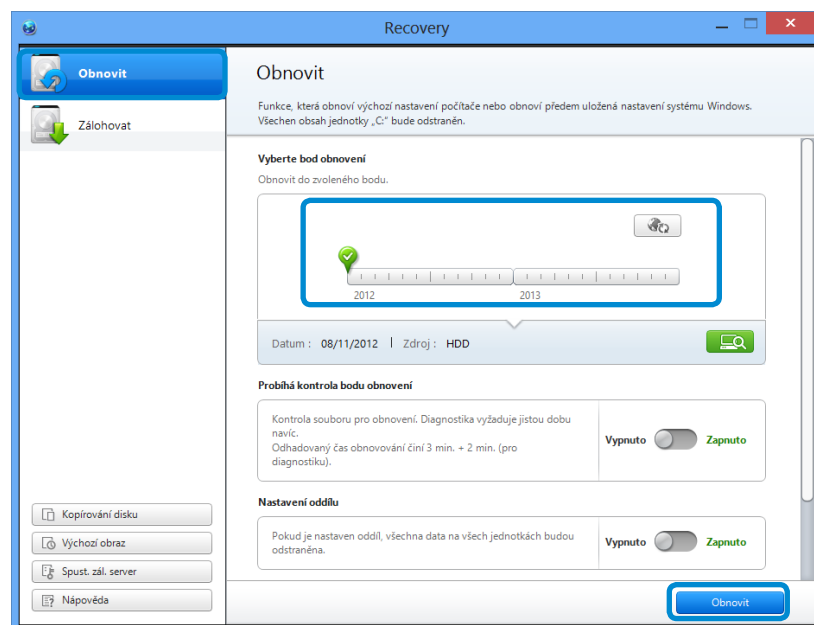 Recovery
Obnovit
Zálohovat
Obnovit
Funkce, která obnoví výchozí nastavení počítače nebo obnoví předem uložená nastavení systému Windows.
Všechen obsah jednotky „C:“ bude odstraněn.
Vyberte bod obnovení
Obnovit do zvoleného bodu.
2012 2013
Datum : 08/11/2012 | Zdroj : HDD
Probíhá kontrola bodu obnovení
Kontrola souboru pro obnovení. Diagnostika vyžaduje jistou dobu
navíc.
Odhadovaný čas obnovování činí 3 min. + 2 min. (pro
diagnostiku).
Vypnuto Zapnuto
Nastavení oddílu
Pokud je nastaven oddíl, všechna data na všech jednotkách budou
odstraněna.
Vypnuto Zapnuto
Kopírování disku
Výchozí obraz
Spust. zál. server
Nápověda
Obnovit